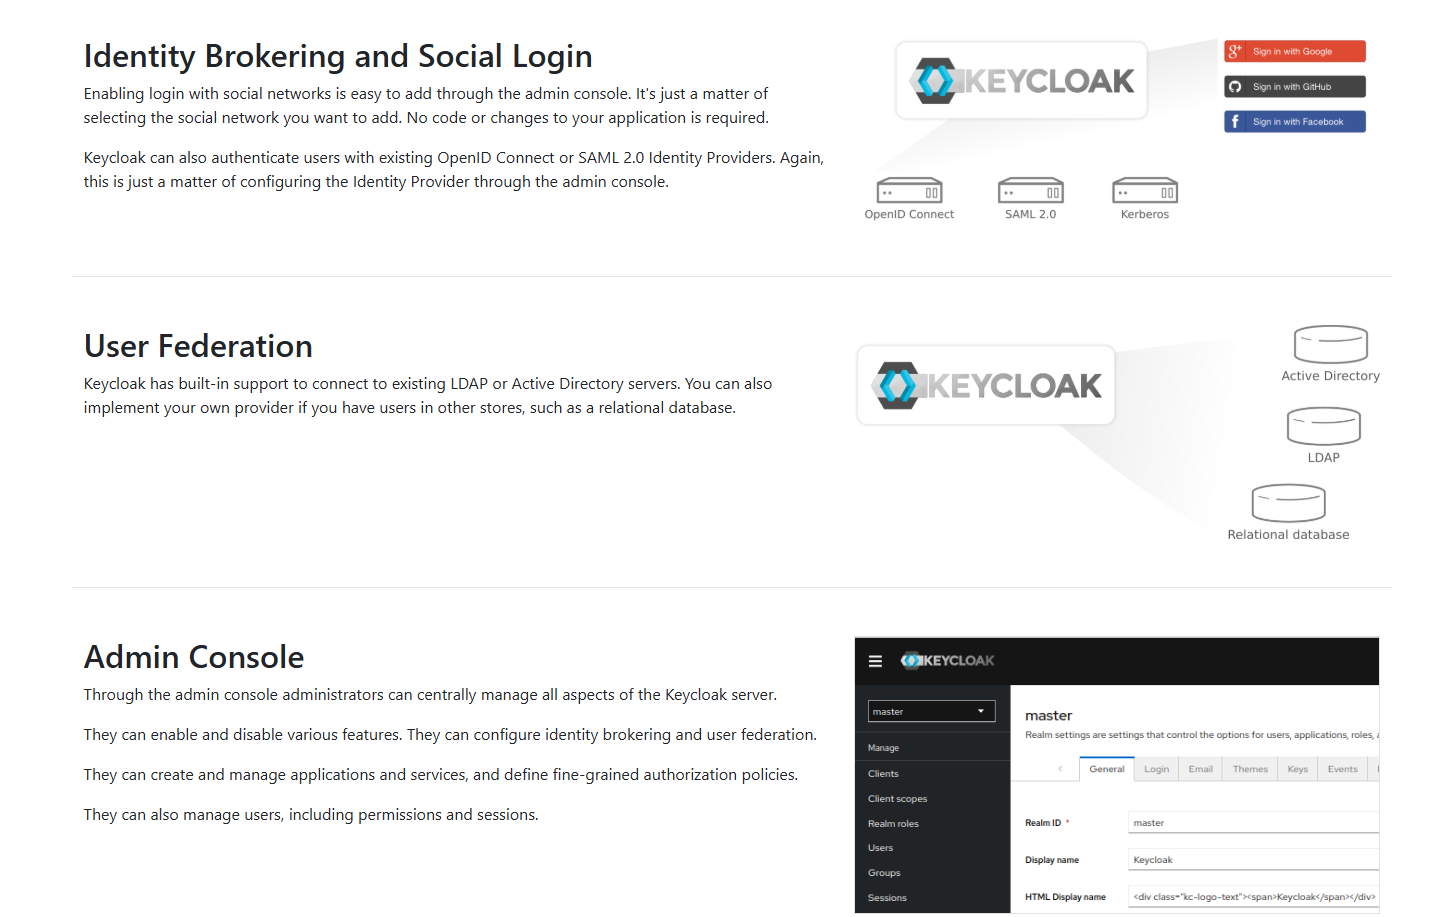 Identity Brokering and Social Login
Enabling login with social networks is easy to add through the admin console. It's just a matter of
selecting the social network you want to add. No code or changes to your application is required.
Keycloak can also authenticate users with existing OpenID Connect or SAML 2.0 Identity Providers. Again,
this is just a matter of configuring the Identity Provider through the admin console.
KEYCLOAK
g+ Sign in with Google
Sign in with GitHub
f Sign in with Facebook
OpenID Connect
SAML 2.0
Kerberos
User Federation
Keycloak has built-in support to connect to existing LDAP or Active Directory servers. You can also
implement your own provider if you have users in other stores, such as a relational database.
KEYCLOAK
Active Directory
LDAP
Relational database
Admin Console
Through the admin console administrators can centrally manage all aspects of the Keycloak server.
They can enable and disable various features. They can configure identity brokering and user federation.
They can create and manage applications and services, and define fine-grained authorization policies.
They can also manage users, including permissions and sessions.
KEYCLOAK
master
Manage
Clients
Client scopes
Realm roles
Users
Groups
Sessions
master
Realm settings are settings that control the options for users, applications, roles,
General Login Email Themes Keys Events
Realm ID * master
Display name Keycloak
HTML Display name <div class="kc-logo-text"><span>Keycloak</span></div>